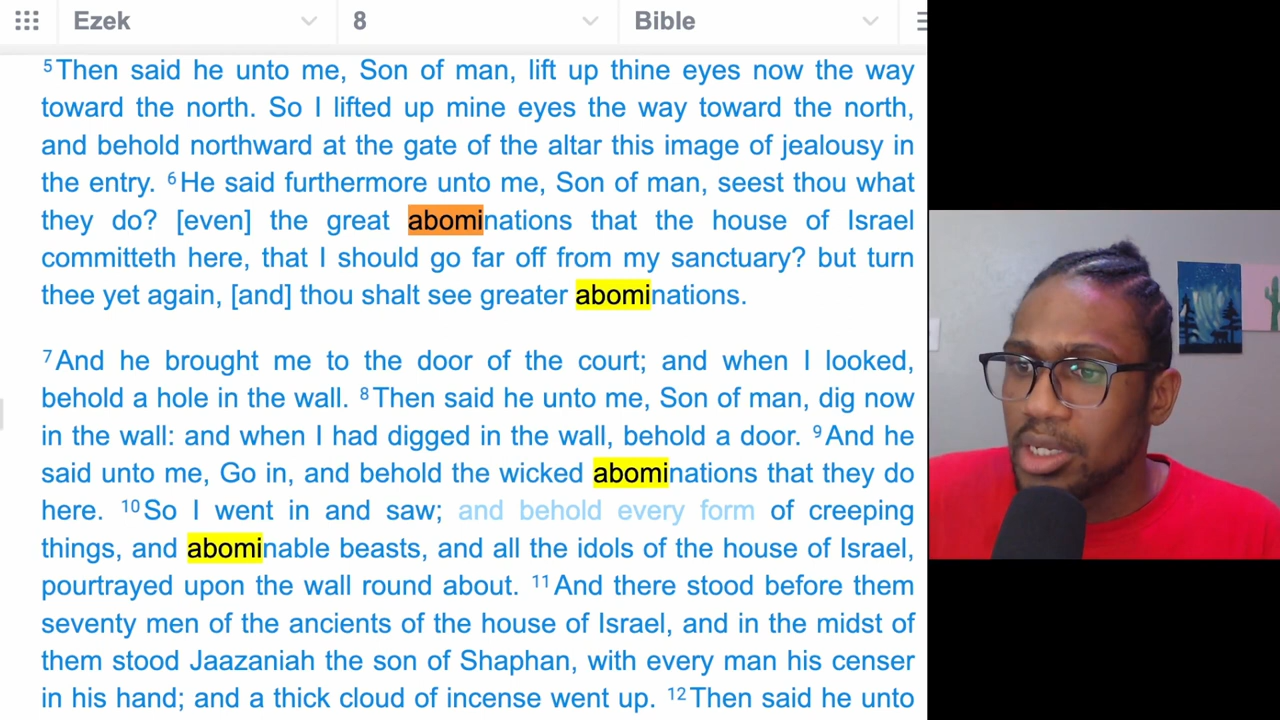 Ezek 8 Bible
5Then said he unto me, Son of man, lift up thine eyes now the way
toward the north. So I lifted up mine eyes the way toward the north,
and behold northward at the gate of the altar this image of jealousy in
the entry. 6He said furthermore unto me, Son of man, seest thou what
they do? [even] the great abominations that the house of Israel
committeth here, that I should go far off from my sanctuary? but turn
thee yet again, [and] thou shalt see greater abominations.
7And he brought me to the door of the court; and when I looked,
behold a hole in the wall. 8Then said he unto me, Son of man, dig now
in the wall: and when I had digged in the wall, behold a door. 9And he
said unto me, Go in, and behold the wicked abominations that they do
here. 10So I went in and saw; and behold every form of creeping
things, and abominable beasts, and all the idols of the house of Israel,
pourtrayed upon the wall round about. 11And there stood before them
seventy men of the ancients of the house of Israel, and in the midst of
them stood Jaazaniah the son of Shaphan, with every man his censer
in his hand; and a thick cloud of incense went up. 12Then said he unto